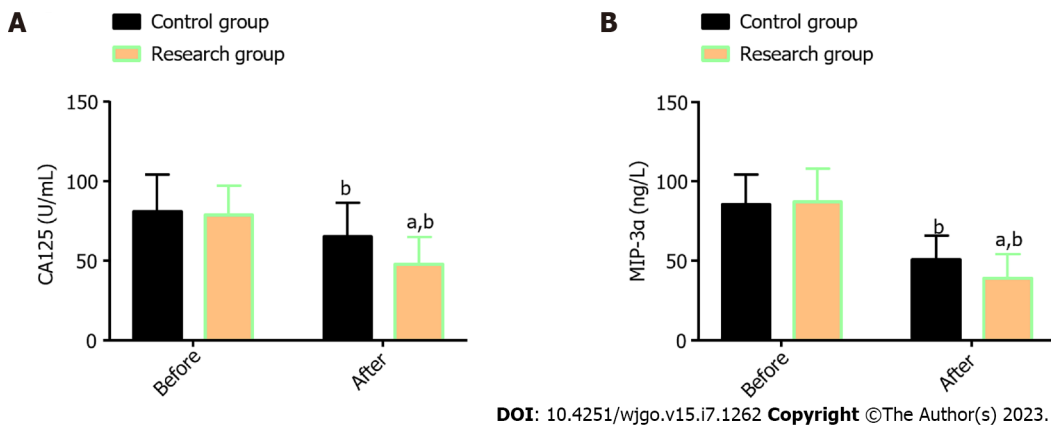 A
Control group
Research group
CA125 (U/mL)
150
100
50
0
b
a,b
Before
After
B
Control group
Research group
MIP-3α (ng/L)
150
100
50
0
b
a,b
Before
After
DOI: 10.4251/wjgo.v15.i7.1262 Copyright ©The Author(s) 2023.